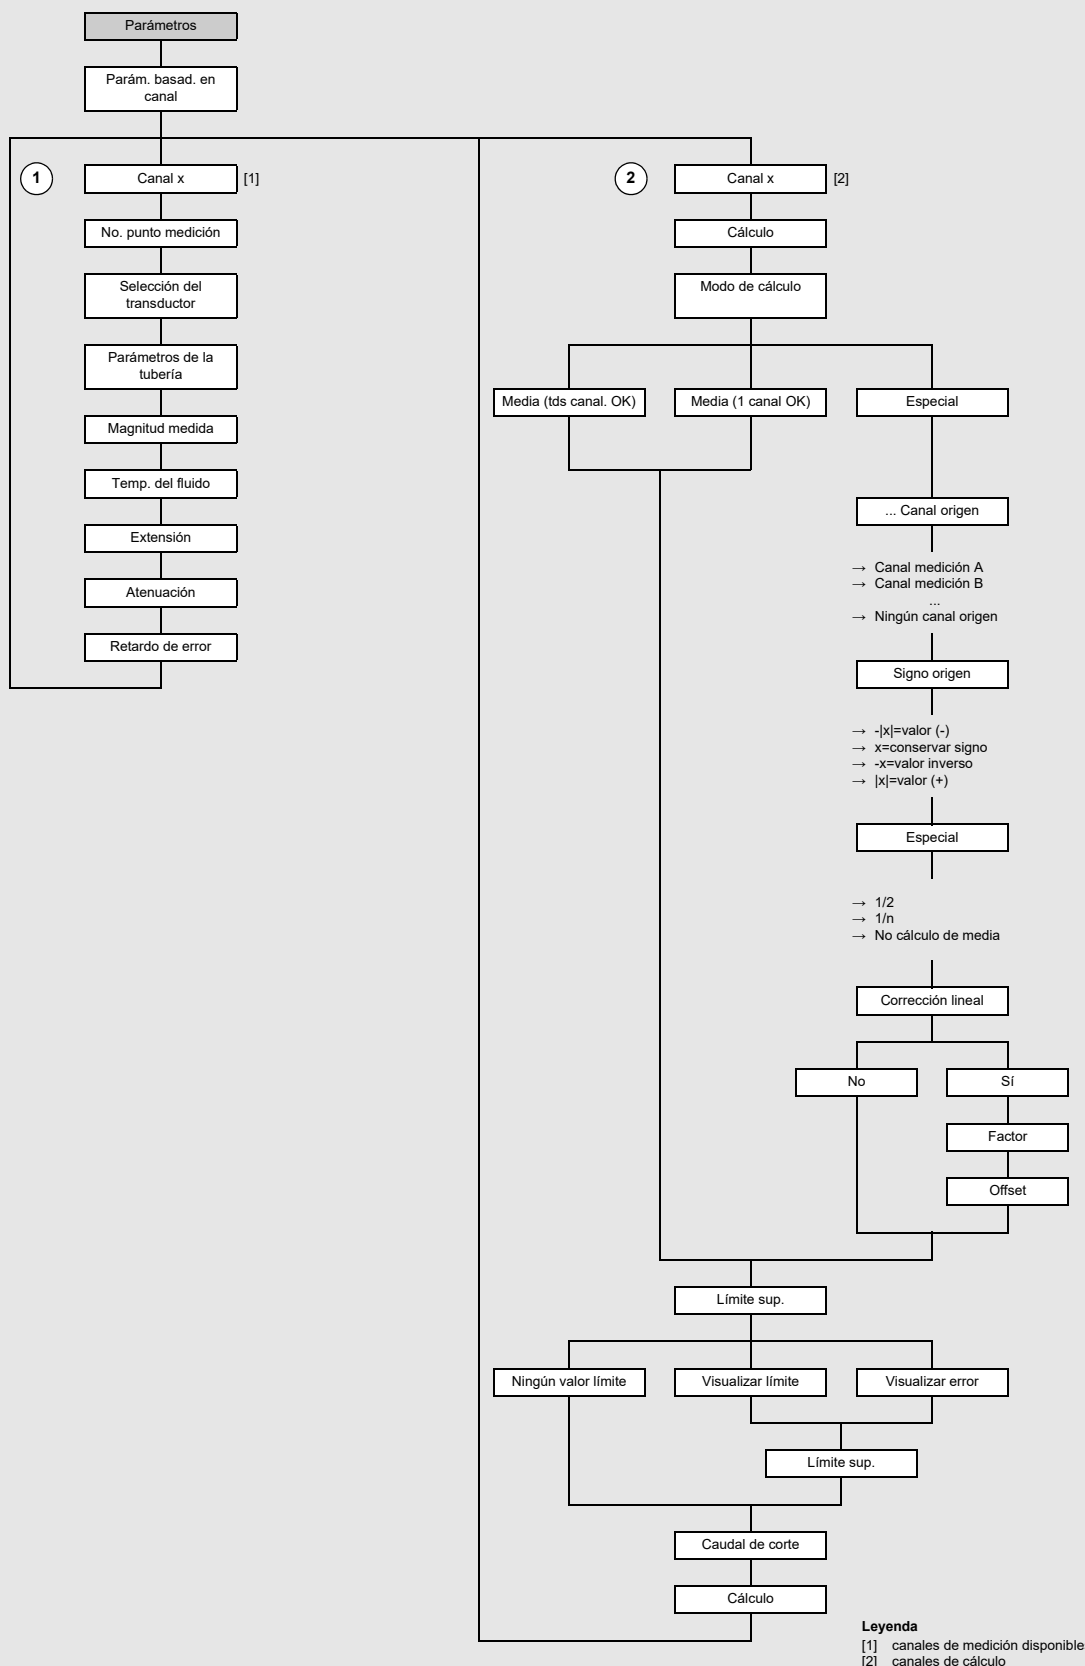 Parámetros
Parám. basad. en
canal
1
Canal x
[1]
No. punto medición
Selección del
transductor
Parámetros de la
tubería
Magnitud medida
Temp. del fluido
Extensión
Atenuación
Retardo de error
2
Canal x
[2]
Cálculo
Modo de cálculo
Media (tds canal. OK)
Media (1 canal OK)
Especial
... Canal origen
→ Canal medición A
→ Canal medición B
...
→ Ningún canal origen
Signo origen
→ -|x|=valor (-)
→ x=conservar signo
→ -x=valor inverso
→ |x|=valor (+)
Especial
→ 1/2
→ 1/n
→ No cálculo de media
Corrección lineal
No
Sí
Factor
Offset
Límite sup.
Ningún valor límite
Visualizar límite
Visualizar error
Límite sup.
Caudal de corte
Cálculo
Leyenda
[1] canales de medición disponibles
[2] canales de cálculo